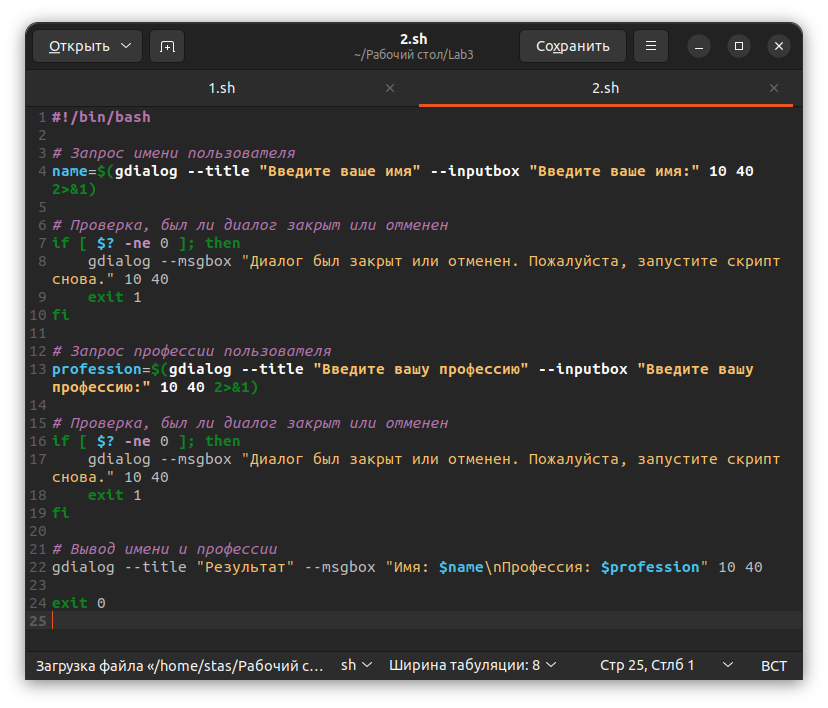 Открыть
2.sh
~/Рабочий стол/Lab3
Сохранить
1.sh
2.sh
1 #!/bin/bash
2
3 # Запрос имени пользователя
4 name=$(gdialog --title "Введите ваше имя" --inputbox "Введите ваше имя:" 10 40
2>&1)
5
6 # Проверка, был ли диалог закрыт или отменен
7 if [ $? -ne 0 ]; then
8     gdialog --msgbox "Диалог был закрыт или отменен. Пожалуйста, запустите скрипт
снова." 10 40
9     exit 1
10 fi
11
12 # Запрос профессии пользователя
13 profession=$(gdialog --title "Введите вашу профессию" --inputbox "Введите вашу
профессию:" 10 40 2>&1)
14
15 # Проверка, был ли диалог закрыт или отменен
16 if [ $? -ne 0 ]; then
17     gdialog --msgbox "Диалог был закрыт или отменен. Пожалуйста, запустите скрипт
снова." 10 40
18     exit 1
19 fi
20
21 # Вывод имени и профессии
22 gdialog --title "Результат" --msgbox "Имя: $name\nПрофессия: $profession" 10 40
23
24 exit 0
25
Загрузка файла «/home/stas/Рабочий с… sh Ширина табуляции: 8 Стр 25, Стлб 1 ВСТ